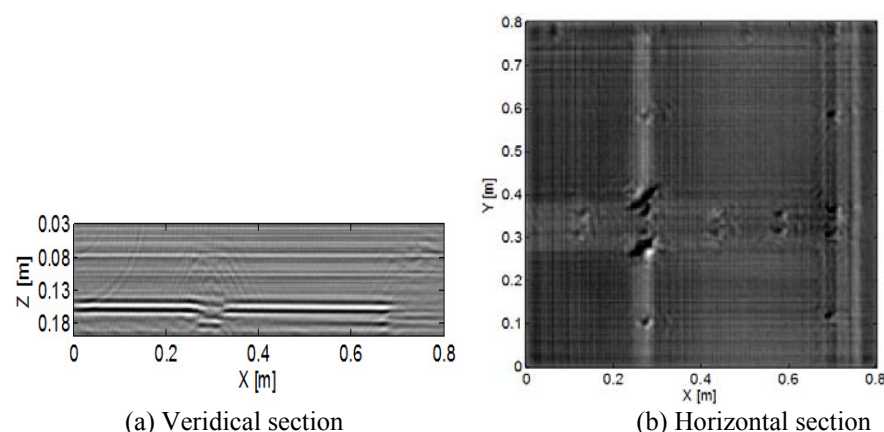 0.8
0.7
0.6
0.5
0.4
0.3
0.2
0.1
0
Y [m]
0 0.2 0.4 0.6 0.8
X [m]
0.03
0.08
0.13
0.18
Z [m]
0 0.2 0.4 0.6 0.8
X [m]
(a) Veridical section
(b) Horizontal section